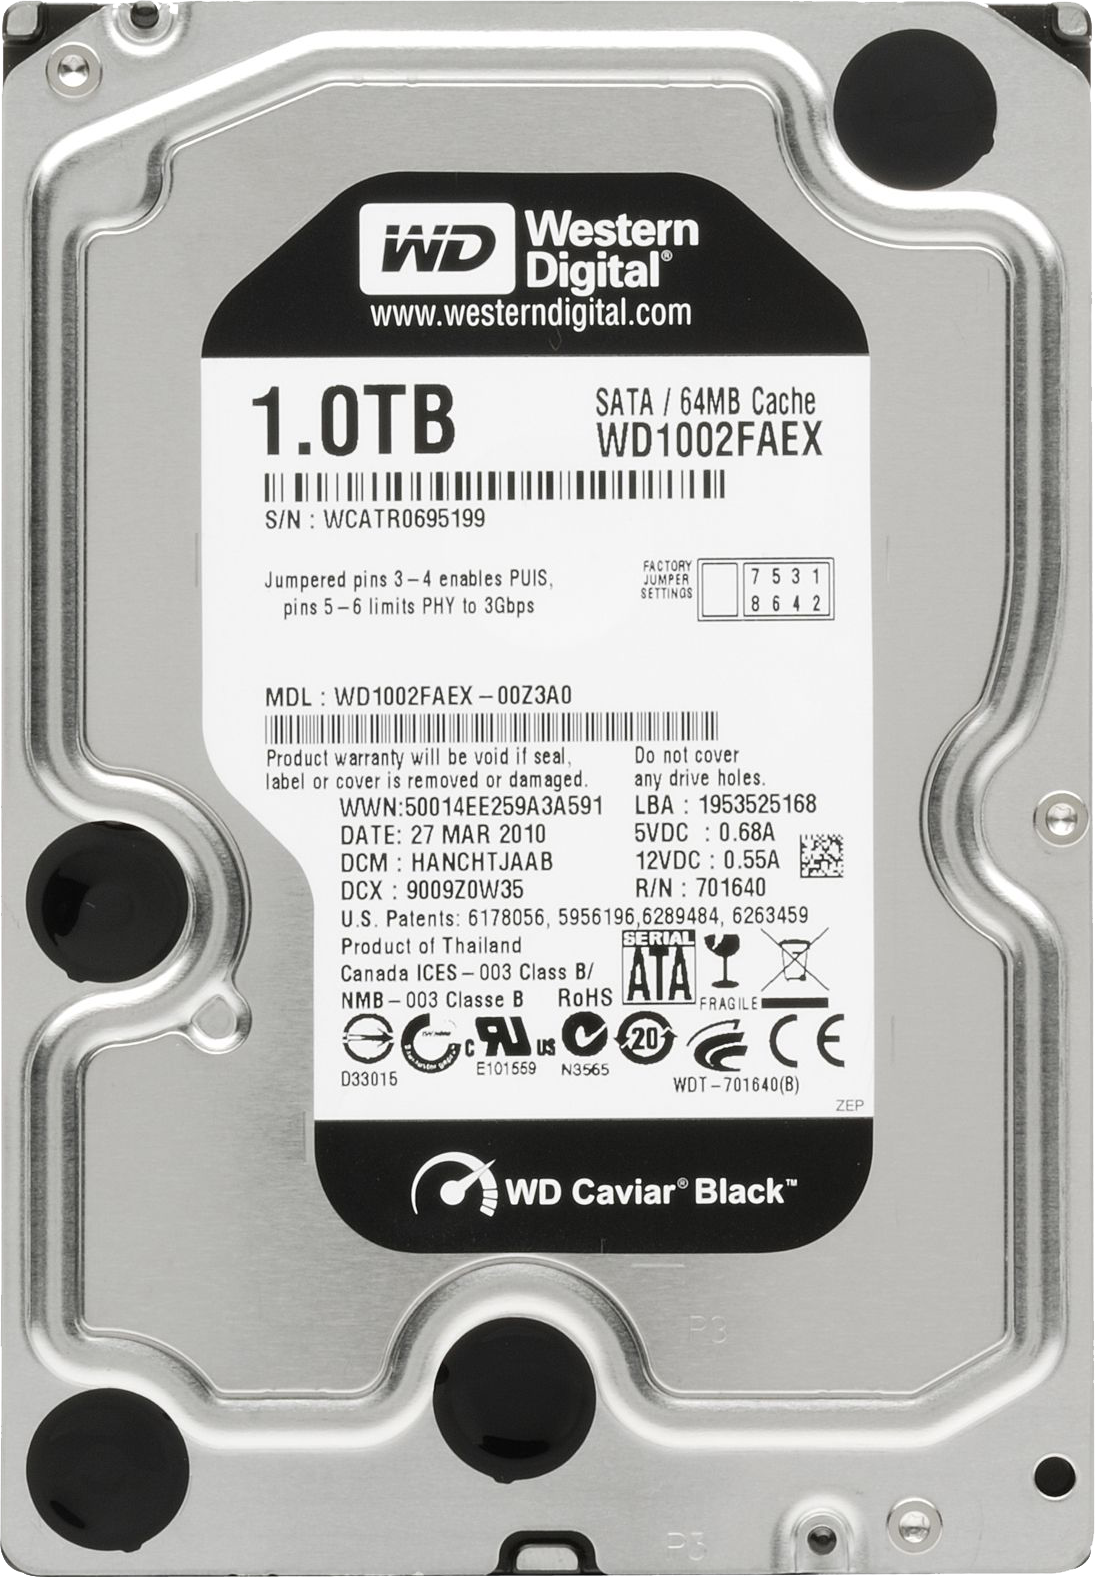 WD Western
Digital®
www.westerndigital.com
1.0TB
SATA / 64MB Cache
WD1002FAEX
S/N : WCATR0695199
Jumpered pins 3-4 enables PUIS,
pins 5-6 limits PHY to 3Gbps
FACTORY
JUMPER
SETTINGS
7 5 3 1
8 6 4 2
MDL : WD1002FAEX-00Z3A0
Product warranty will be void if seal,
label or cover is removed or damaged.
Do not cover
any drive holes.
WWN:50014EE259A3A591
DATE: 27 MAR 2010
DCM : HANCHTJAAB
DCX : 9009Z0W35
LBA : 1953525168
5VDC : 0.68A
12VDC : 0.55A
R/N : 701640
U.S. Patents: 6178056, 5956196,6289484, 6263459
Product of Thailand
Canada ICES-003 Class B/
NMB-003 Classe B
RoHS
SERIAL
ATA
FRAGILE
D33015
c RU US
E101559
N3565
20
CE
WDT-701640(B)
ZEP
WD Caviar® Black™
P3
P3